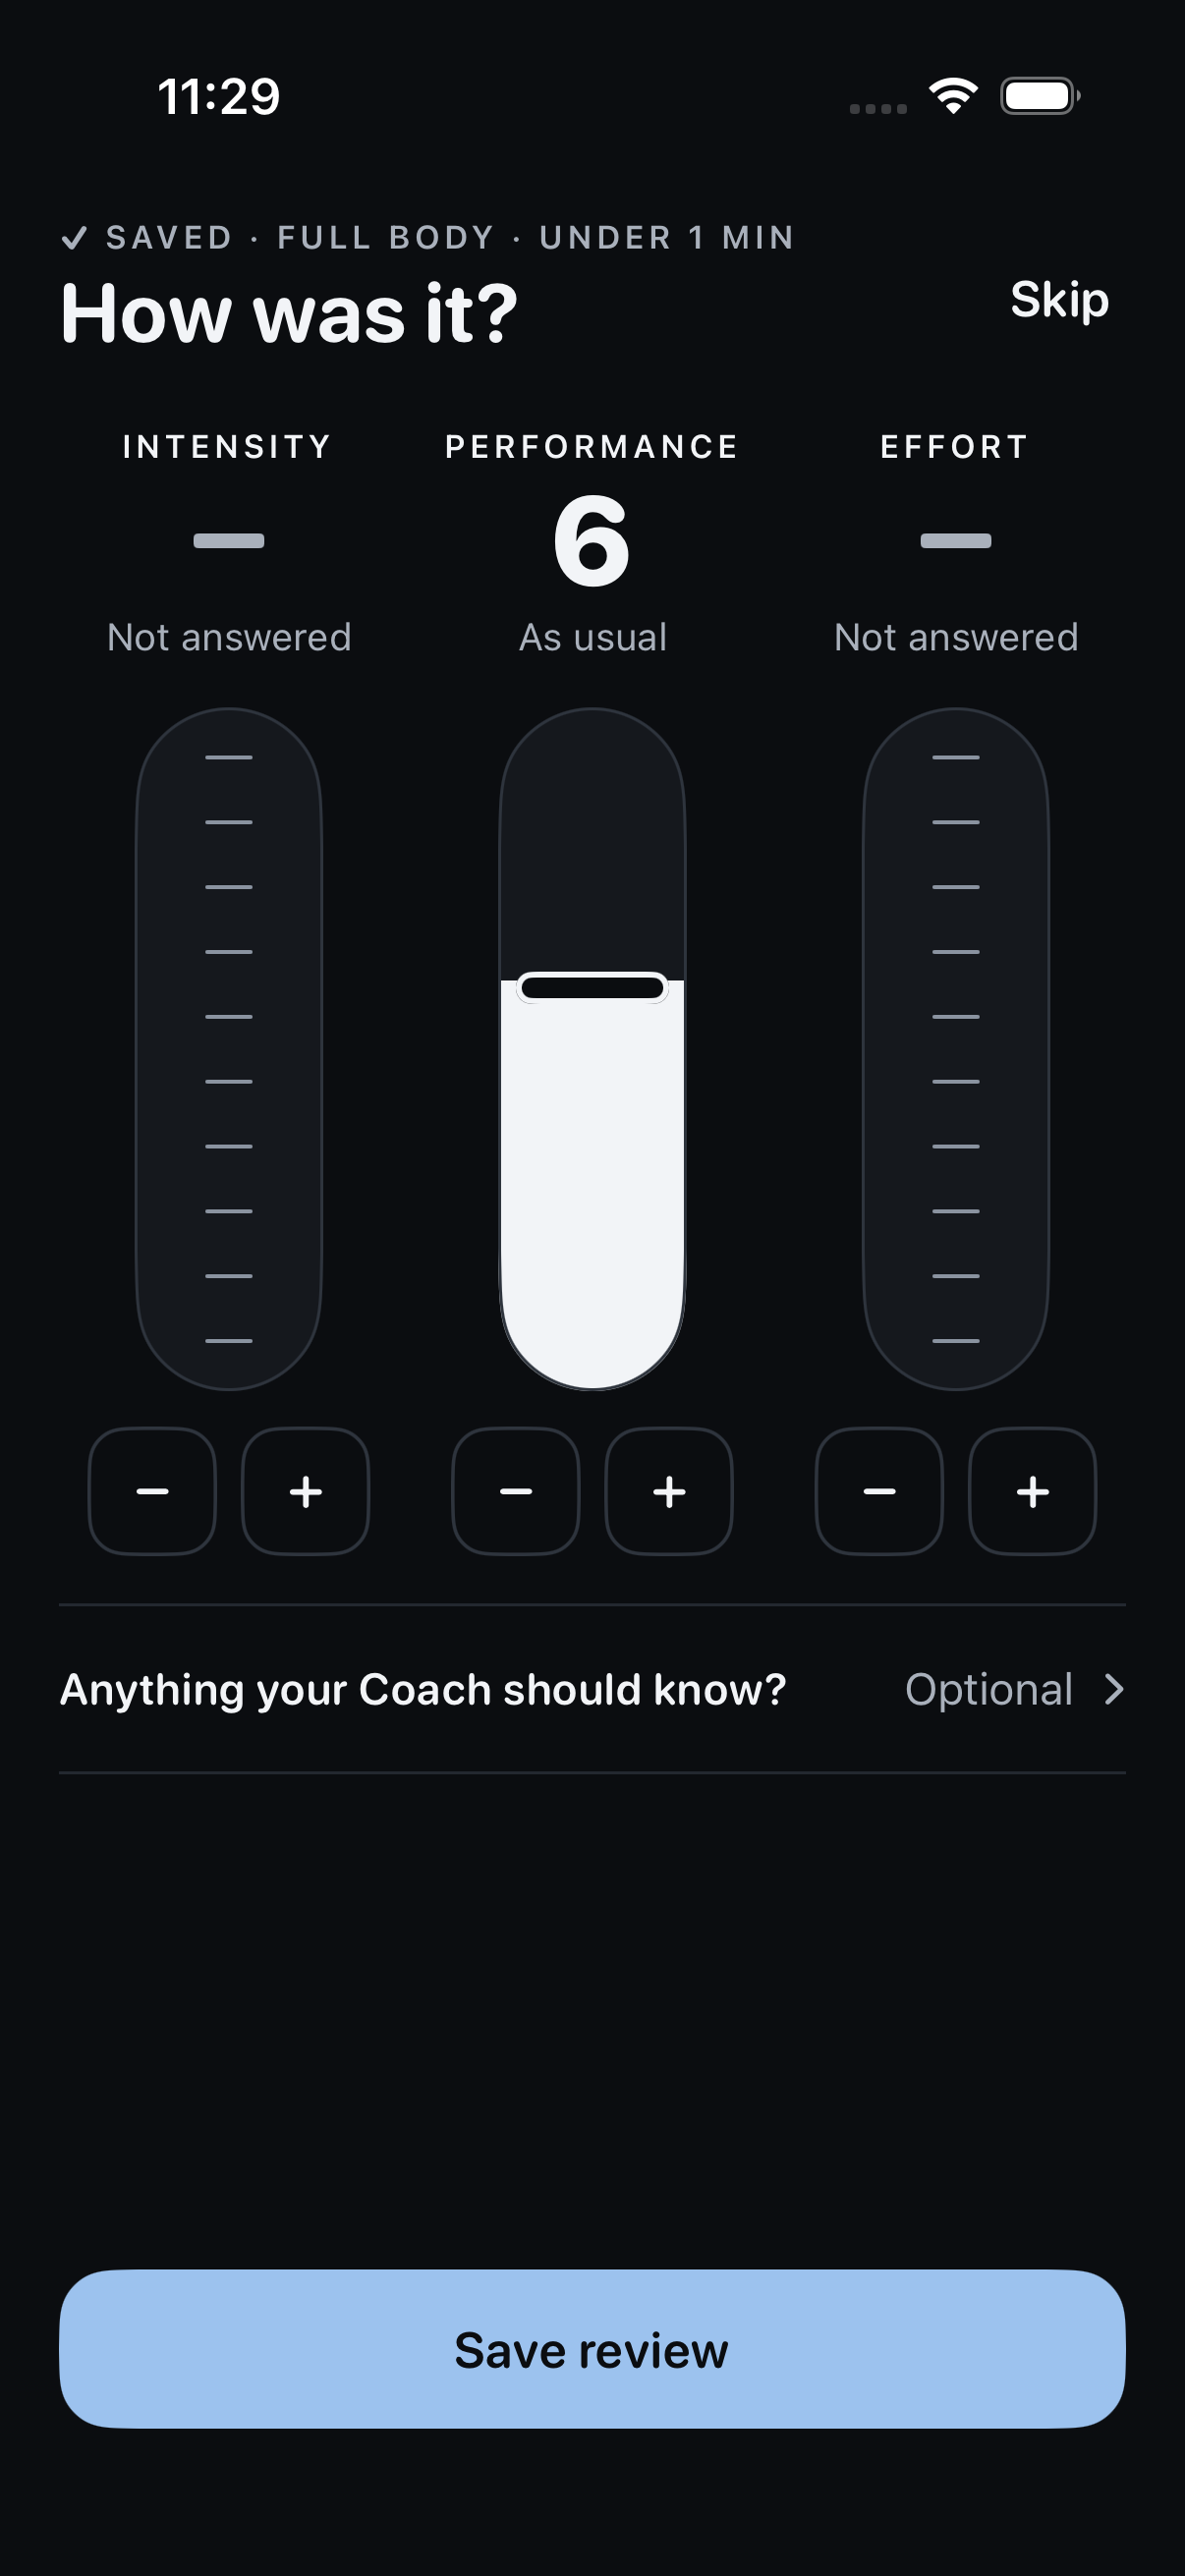 11:29
✓ SAVED · FULL BODY · UNDER 1 MIN
How was it?
Skip
INTENSITY
PERFORMANCE
EFFORT
–
6
–
Not answered
As usual
Not answered
− + − + − +
Anything your Coach should know? Optional >
Save review